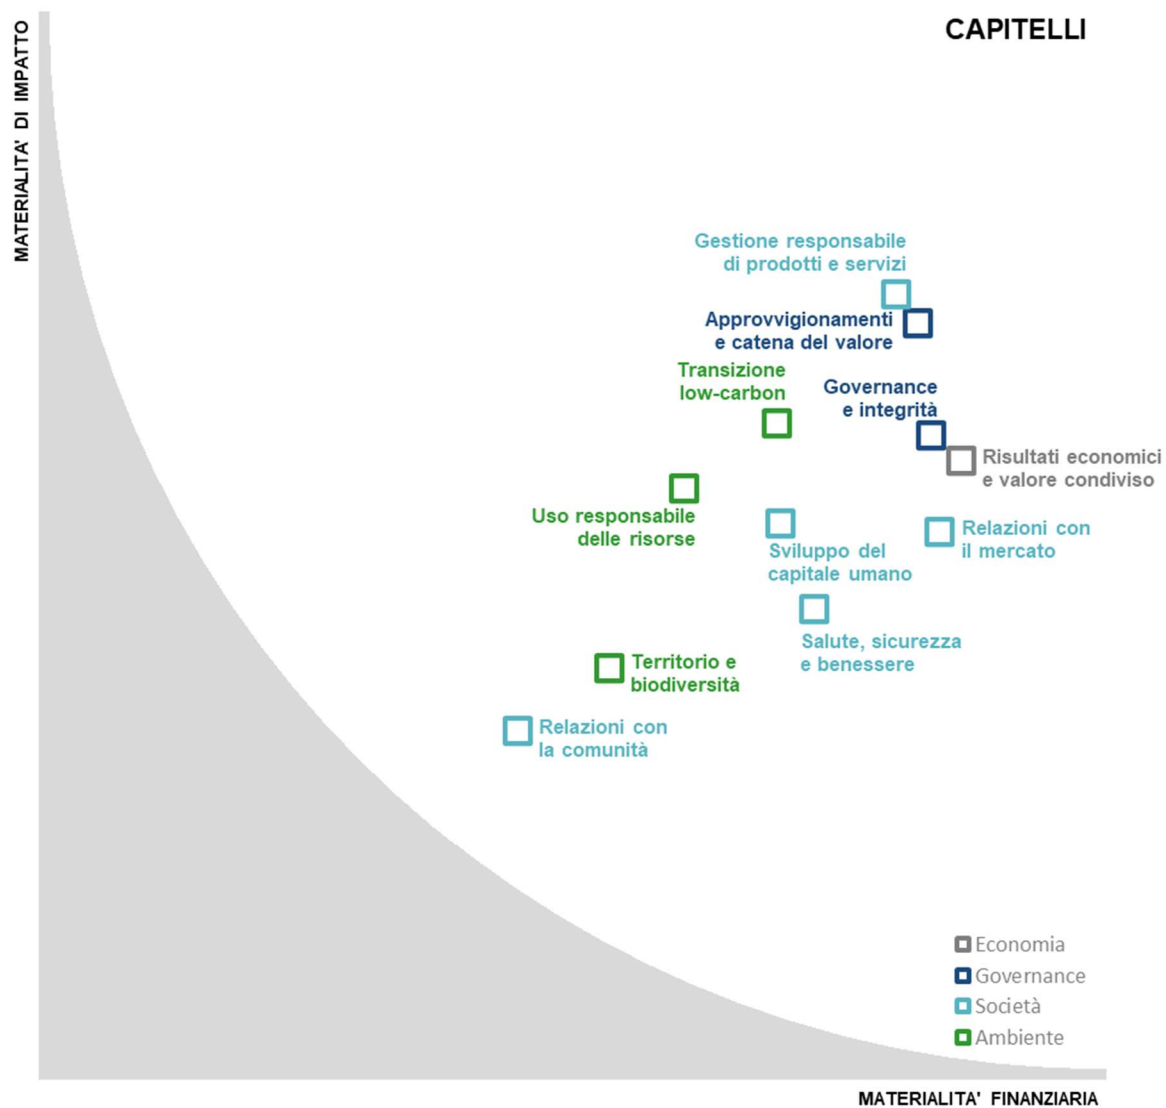 CAPITELLI
MATERIALITA' DI IMPATTO
Gestione responsabile
di prodotti e servizi
Approvvigionamenti
e catena del valore
Transizione
low-carbon
Governance
e integrità
Risultati economici
e valore condiviso
Uso responsabile
delle risorse
Sviluppo del
capitale umano
Relazioni con
il mercato
Salute, sicurezza
e benessere
Territorio e
biodiversità
Relazioni con
la comunità
Economia
Governance
Società
Ambiente
MATERIALITA' FINANZIARIA